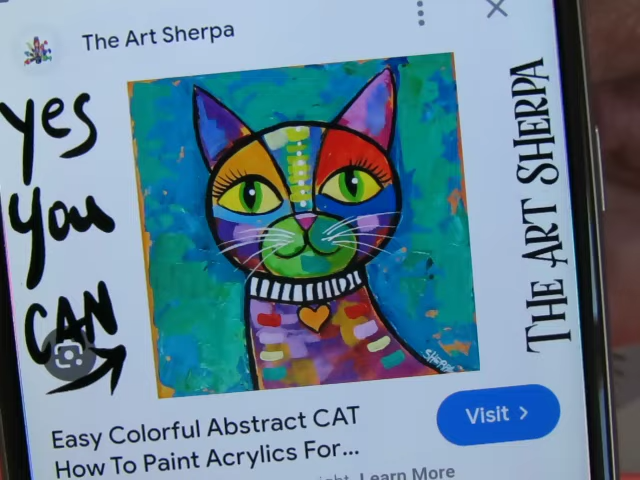 The Art Sherpa
Yes
You
CAN
THE ART SHERPA
SHERPA
Easy Colorful Abstract CAT
How To Paint Acrylics For...
Visit >
Learn More